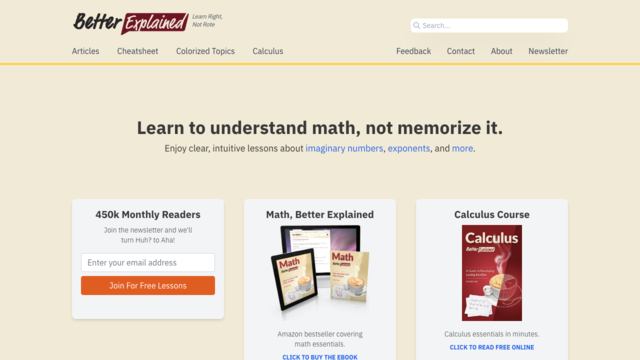 Better Explained
Learn Right,
Not Rote
Search...
Articles Cheatsheet Colorized Topics Calculus
Feedback Contact About Newsletter
Learn to understand math, not memorize it.
Enjoy clear, intuitive lessons about imaginary numbers, exponents, and more.
450k Monthly Readers
Join the newsletter and we'll
turn Huh? to Aha!
Enter your email address
Join For Free Lessons
Math, Better Explained
Math
Math
Amazon bestseller covering
math essentials.
CLICK TO BUY THE EBOOK
Calculus Course
Calculus
Better Explained
Calculus essentials in minutes.
CLICK TO READ FREE ONLINE